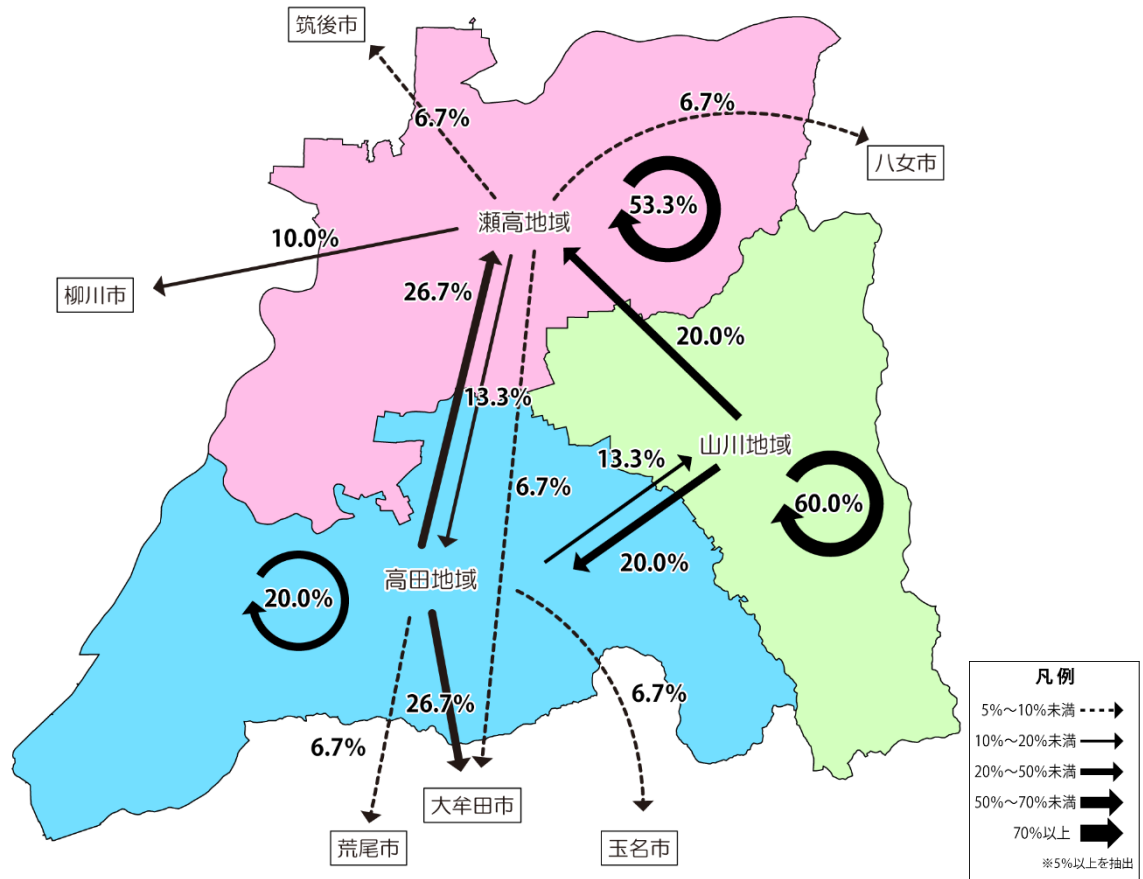 筑後市
6.7%
6.7%
八女市
53.3%
瀬高地域
10.0%
柳川市
26.7%
20.0%
13.3%
山川地域
13.3%
6.7%
60.0%
20.0%
高田地域
20.0%
6.7%
26.7%
6.7%
大牟田市
荒尾市
玉名市
凡例
5%～10%未満
10%～20%未満
20%～50%未満
50%～70%未満
70%以上
※5%以上を抽出